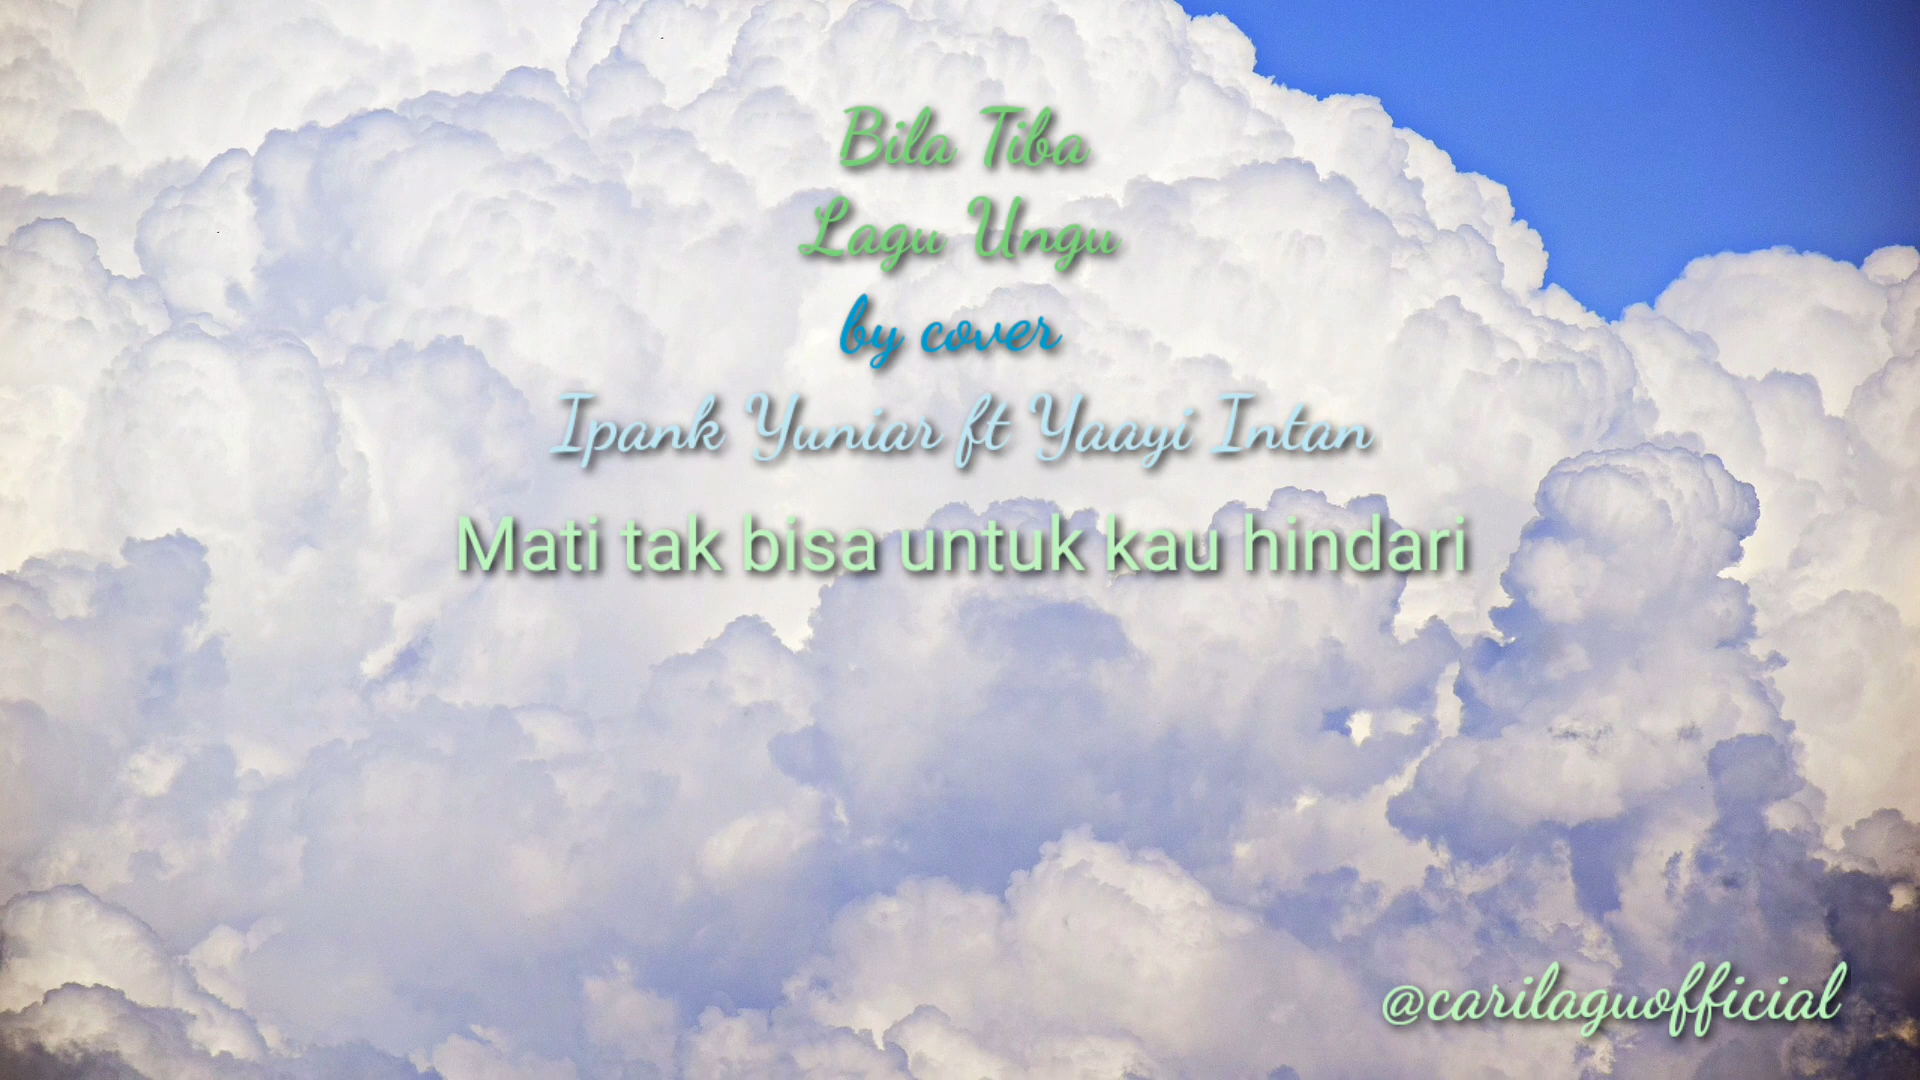 Bila Tiba
Lagu Ungu
by cover
Ipank Yuniar ft Yaayi Intan
Mati tak bisa untuk kau hindari
@carilaguofficial